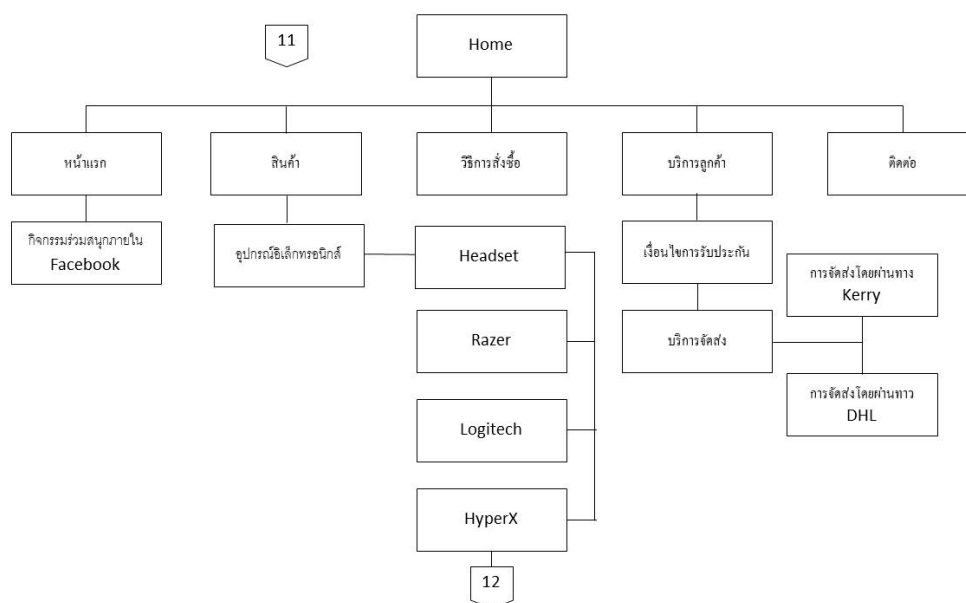 11
Home
หน้าแรก
สินค้า
วิธีการสั่งซื้อ
บริการลูกค้า
ติดต่อ
กิจกรรมร่วมสนุกภายใน
Facebook
อุปกรณ์อิเล็กทรอนิกส์
Headset
เงื่อนไขการรับประกัน
การจัดส่งโดยผ่านทาง
Kerry
Razer
บริการจัดส่ง
การจัดส่งโดยผ่านทาว
DHL
Logitech
HyperX
12